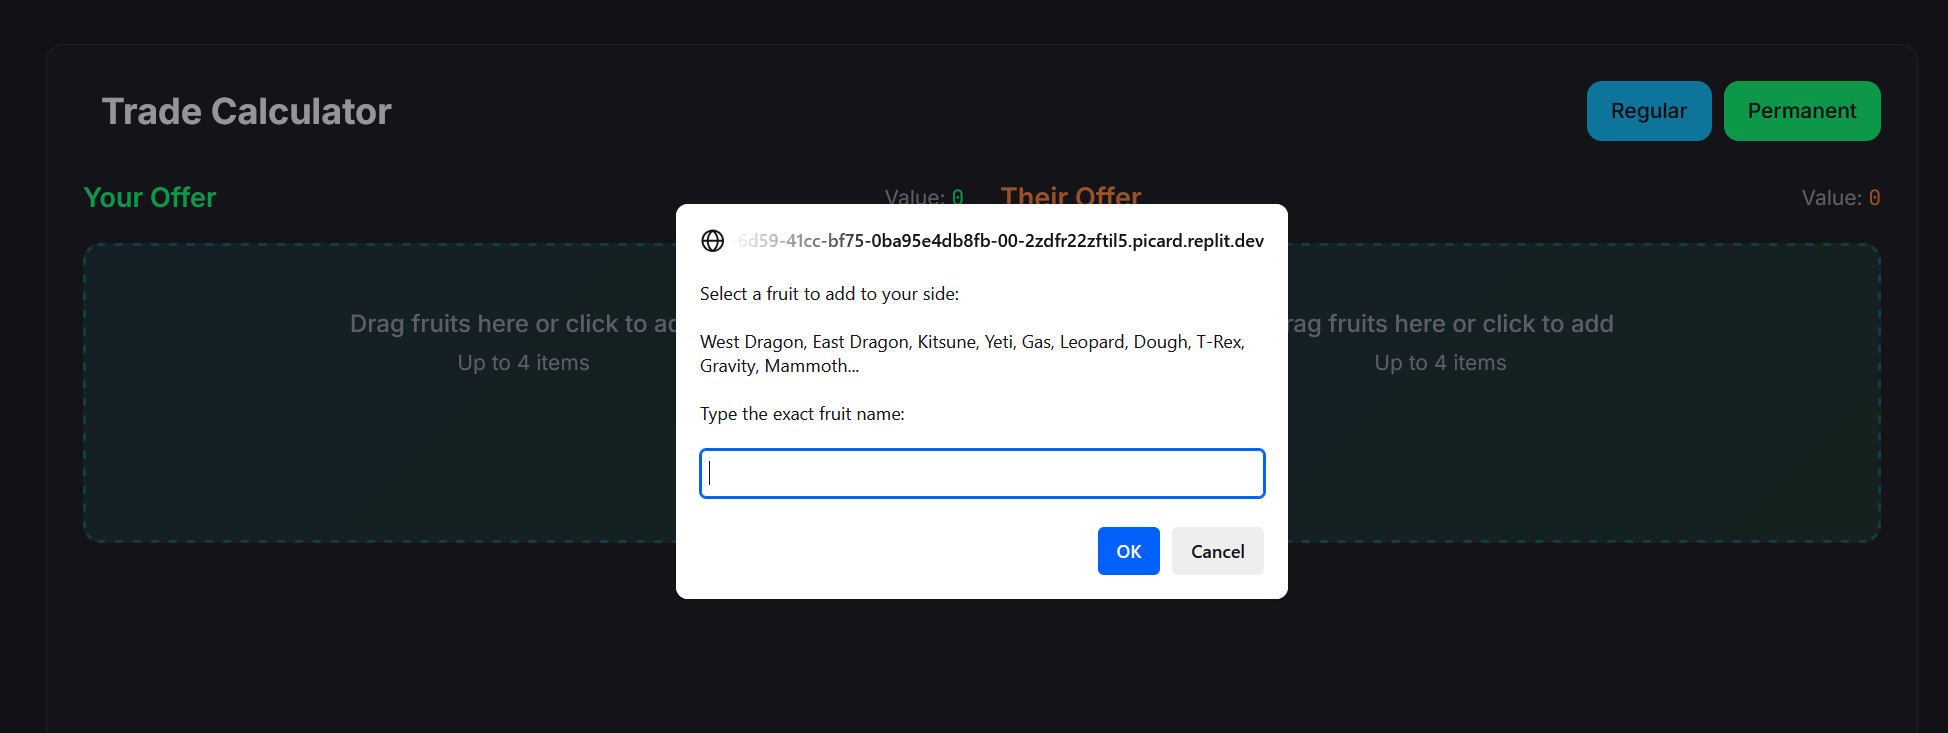 Trade Calculator
Regular
Permanent
Your Offer
Value: 0
Their Offer
Value: 0
-6d59-41cc-bf75-0ba95e4db8fb-00-2zdfr22zftil5.picard.replit.dev
Select a fruit to add to your side:
West Dragon, East Dragon, Kitsune, Yeti, Gas, Leopard, Dough, T-Rex,
Gravity, Mammoth...
Type the exact fruit name:
OK
Cancel
Drag fruits here or click to ad
Up to 4 items
rag fruits here or click to add
Up to 4 items